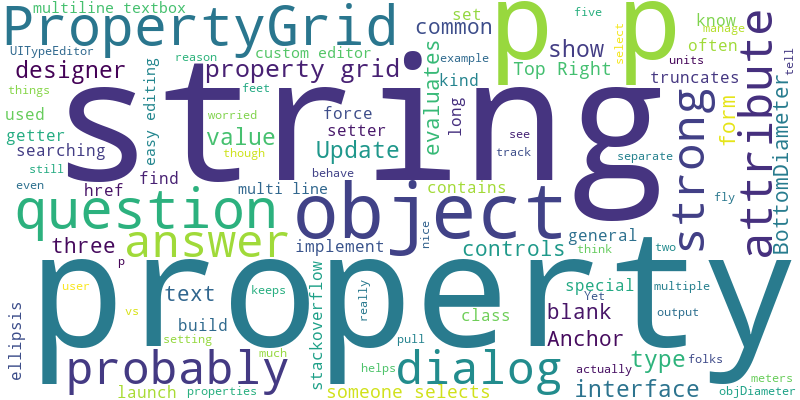 multiline textbox
PropertyGrid
p p
five
select
know
manage
often
set
common
UITypeEditor
reason
custom editor
example
show
units
tell
designer
property grid
kind
Top Right
truncates
attribute
things
feet
string
easy editing
evaluates
long
strong
form
used
worried
force
getter
value
setter
BottomDiameter
searching
though
Update
see
track
separate
still
find
behave
even
href
multi line
contains
fly
question
object
answer
three
implement
nice
controls
general
think
two
p
property
user
text
keeps
really
special
Yet
multiple
vs
class
output
ellipsis
build
stackoverflow
blank
setting
pull
Anchor
probably
much
helps
dialog
type
folks
actually
meters
launch
properties
someone selects
interface
objDiameter